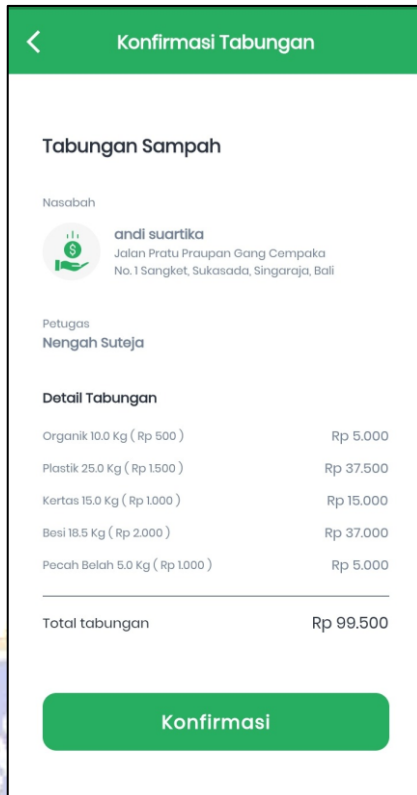 Konfirmasi Tabungan
Tabungan Sampah
Nasabah
andi suartika
Jalan Pratu Praupan Gang Cempaka
No. 1 Sangket, Sukasada, Singaraja, Bali
Petugas
Nengah Suteja
Detail Tabungan
Organik 10.0 Kg ( Rp 500 ) Rp 5.000
Plastik 25.0 Kg ( Rp 1.500 ) Rp 37.500
Kertas 15.0 Kg ( Rp 1.000 ) Rp 15.000
Besi 18.5 Kg ( Rp 2.000 ) Rp 37.000
Pecah Belah 5.0 Kg ( Rp 1.000 ) Rp 5.000
Total tabungan Rp 99.500
Konfirmasi